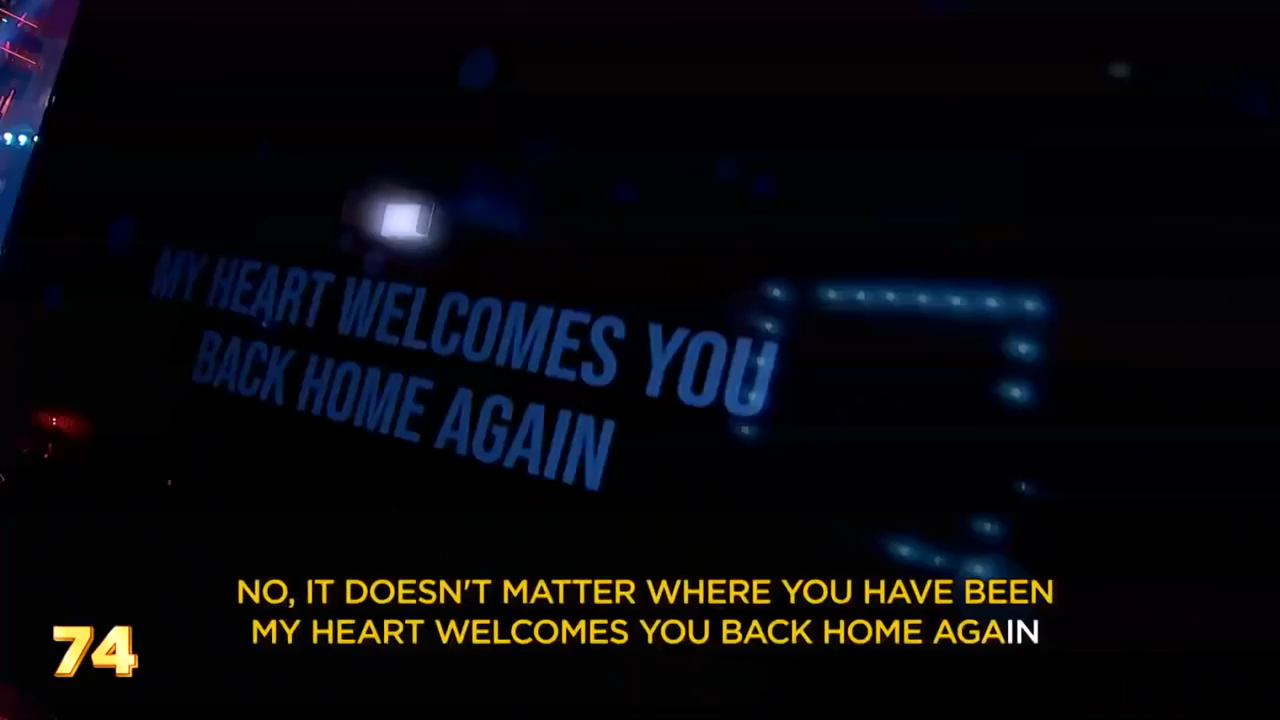 MY HEART WELCOMES YOU
BACK HOME AGAIN
NO, IT DOESN'T MATTER WHERE YOU HAVE BEEN
MY HEART WELCOMES YOU BACK HOME AGAIN
74